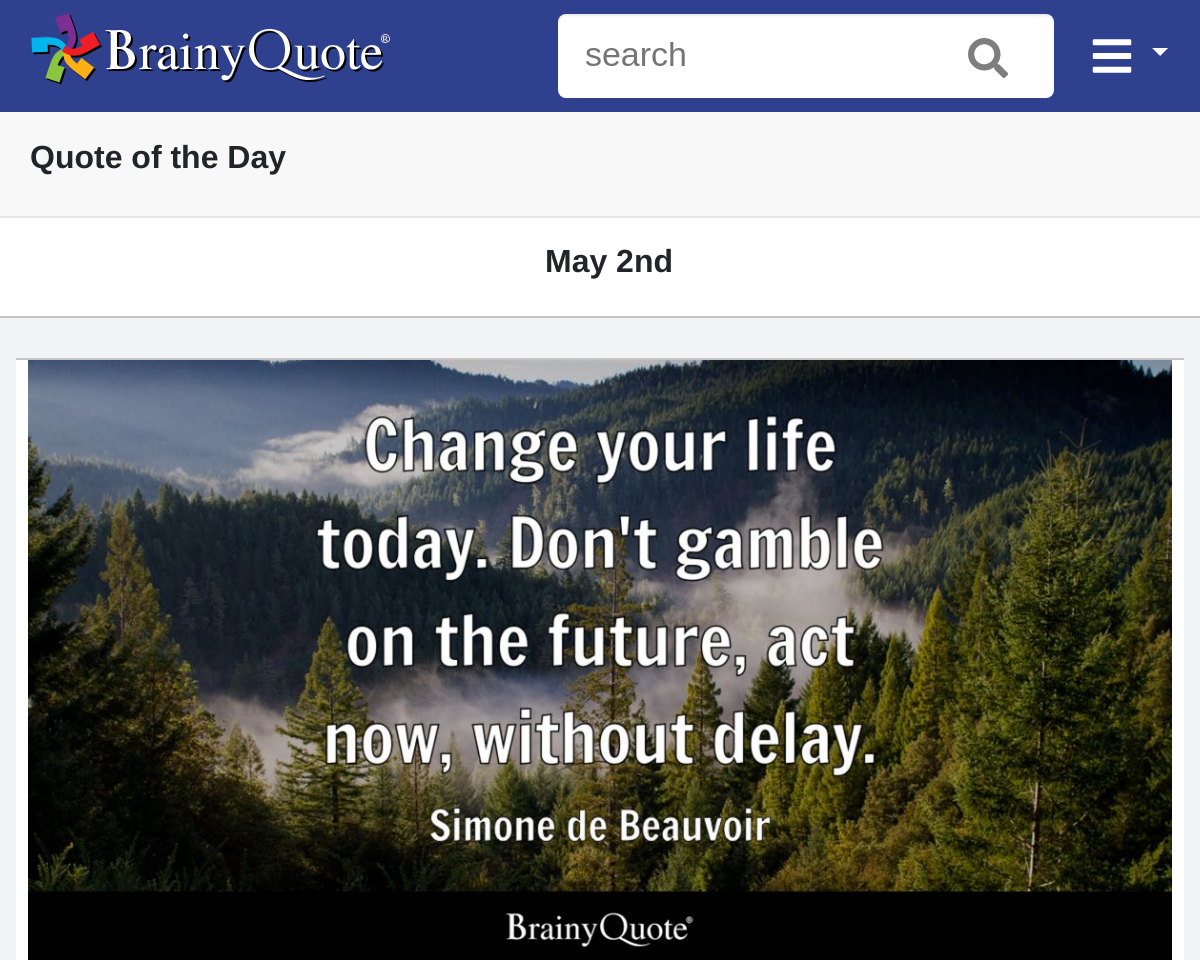 BrainyQuote®
search
Quote of the Day
May 2nd
Change your life
today. Don't gamble
on the future, act
now, without delay.
Simone de Beauvoir
BrainyQuote®